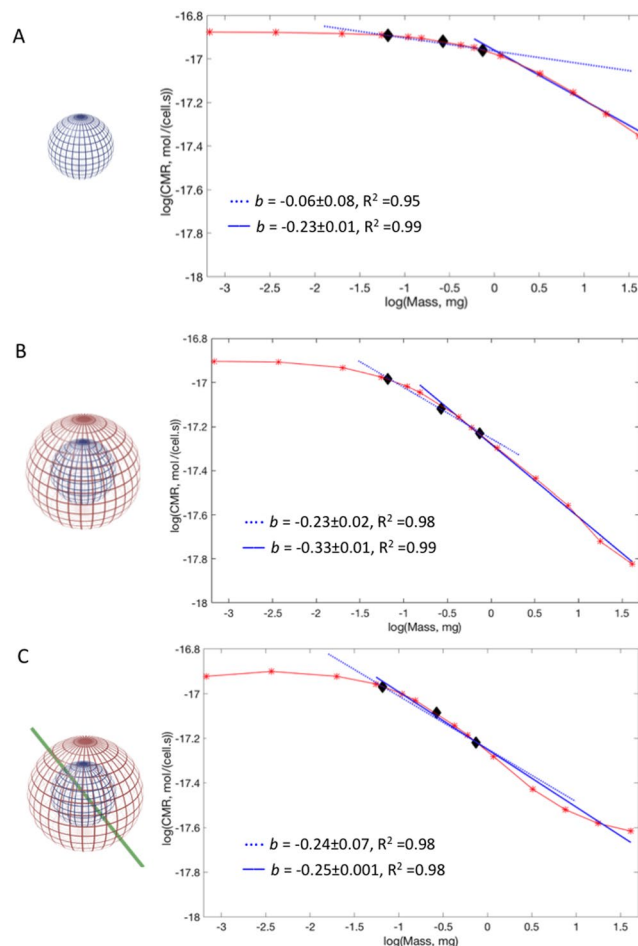 A
-16.8
-17
-17.2
-17.4
-17.6
-17.8
-18
log(CMR, mol/(cell.s)
b = -0.06±0.08, R² =0.95
b = -0.23±0.01, R² =0.99
-3 -2.5 -2 -1.5 -1 -0.5 0 0.5 1 1.5
log(Mass, mg)
B
-16.8
-17
-17.2
-17.4
-17.6
-17.8
-18
log(CMR, mol/(cell.s)
b = -0.23±0.02, R² =0.98
b = -0.33±0.01, R² =0.99
-3 -2.5 -2 -1.5 -1 -0.5 0 0.5 1 1.5
log(Mass, mg)
C
-16.8
-17
-17.2
-17.4
-17.6
-17.8
-18
log(CMR, mol/(cell.s)
b = -0.24±0.07, R² =0.98
b = -0.25±0.001, R² =0.98
-3 -2.5 -2 -1.5 -1 -0.5 0 0.5 1 1.5
log(Mass, mg)